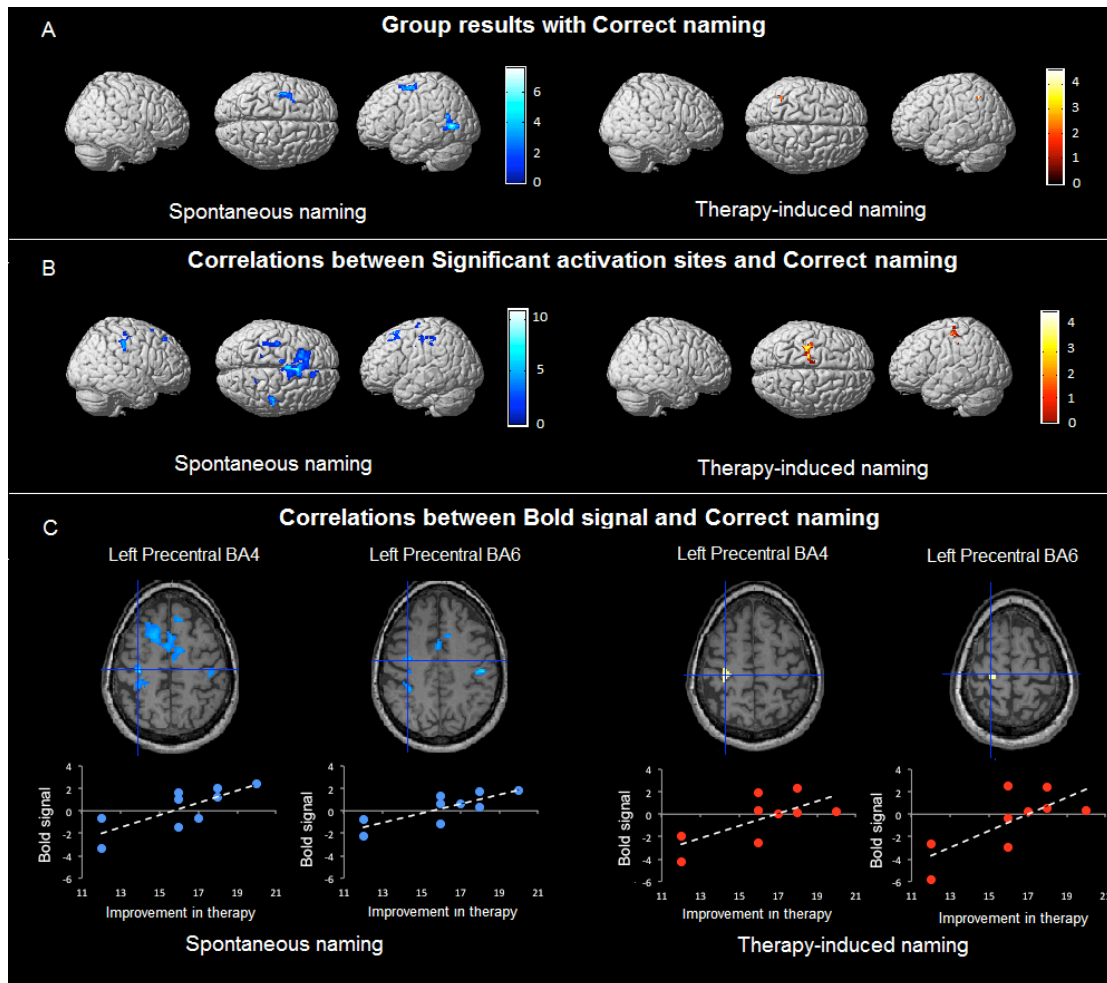 A
Group results with Correct naming
6
4
2
0
4
3
2
1
0
Spontaneous naming
Therapy-induced naming
B
Correlations between Significant activation sites and Correct naming
10
5
0
4
3
2
1
0
Spontaneous naming
Therapy-induced naming
C
Correlations between Bold signal and Correct naming
Left Precentral BA4
Left Precentral BA6
Left Precentral BA4
Left Precentral BA6
Bold signal
4
2
0
-2
-4
-6
11 13 15 17 19 21
Improvement in therapy
Bold signal
4
2
0
-2
-4
-6
11 13 15 17 19 21
Improvement in therapy
Spontaneous naming
Bold signal
4
2
0
-2
-4
-6
11 13 15 17 19 21
Improvement in therapy
Bold signal
4
2
0
-2
-4
-6
11 13 15 17 19 21
Improvement in therapy
Therapy-induced naming